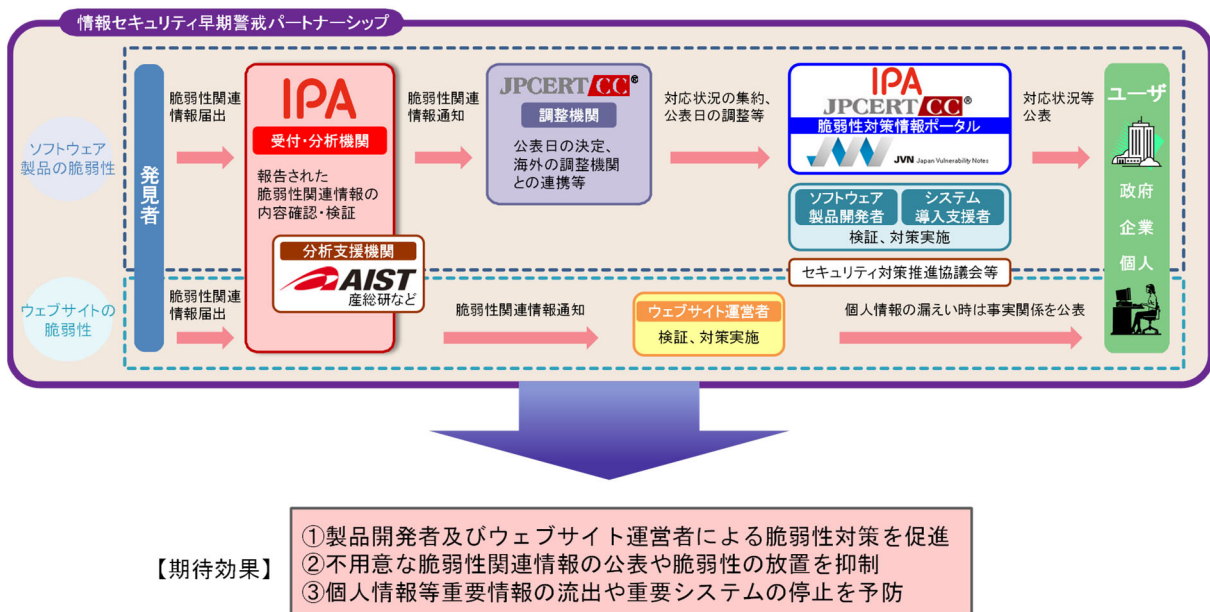 情報セキュリティ早期警戒パートナーシップ
ソフトウェア
製品の脆弱性
発見者
脆弱性関連
情報届出
IPA
受付・分析機関
報告された
脆弱性関連情報の
内容確認・検証
分析支援機関
AIST
産総研など
脆弱性関連
情報通知
JPCERT CC®
調整機関
公表日の決定、
海外の調整機関
との連携等
対応状況の集約、
公表日の調整等
IPA
JPCERT CC®
脆弱性対策情報ポータル
JVN Japan Vulnerability Notes
ソフトウェア
製品開発者
システム
導入支援者
検証、対策実施
セキュリティ対策推進協議会等
対応状況等
公表
ユーザ
政府
企業
個人
ウェブサイトの
脆弱性
脆弱性関連
情報届出
脆弱性関連情報通知
ウェブサイト運営者
検証、対策実施
個人情報の漏えい時は事実関係を公表
【期待効果】
①製品開発者及びウェブサイト運営者による脆弱性対策を促進
②不用意な脆弱性関連情報の公表や脆弱性の放置を抑制
③個人情報等重要情報の流出や重要システムの停止を予防